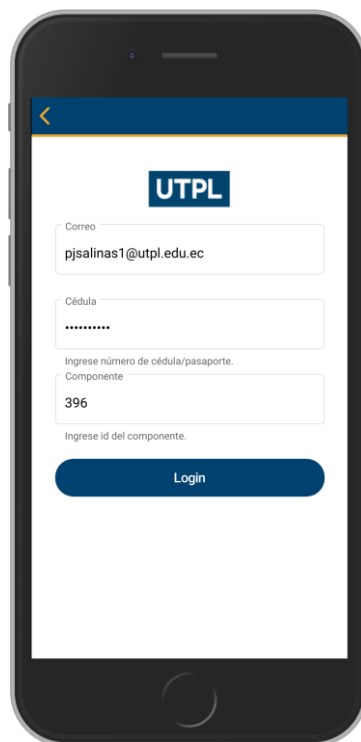 UTPL
Correo
pjsalinas1@utpl.edu.ec
Cédula
••••••••••
Ingrese número de cédula/pasaporte.
Componente
396
Ingrese id del componente.
Login